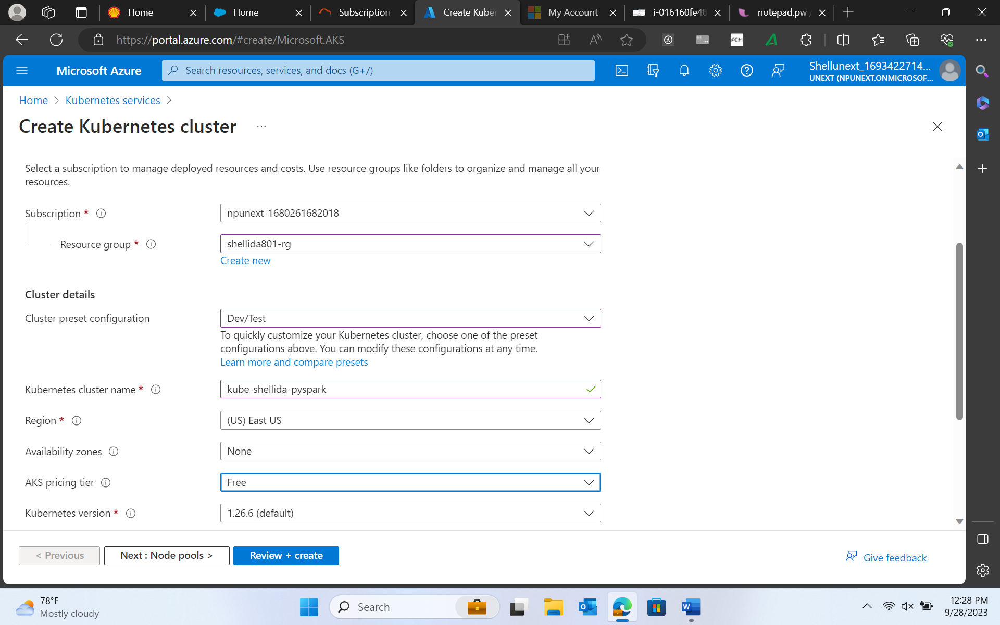 Home
Home
Subscription
Create Kuber
My Account
i-016160fe48
notepad.pw /
https://portal.azure.com/#create/Microsoft.AKS
FCM
Microsoft Azure
Search resources, services, and docs (G+/)
Shellunext_1693422714...
UNEXT (NPUNEXT.ONMICROSOF...
Home > Kubernetes services >
Create Kubernetes cluster ...
Select a subscription to manage deployed resources and costs. Use resource groups like folders to organize and manage all your
resources.
Subscription *
npunext-1680261682018
Resource group *
shellida801-rg
Create new
Cluster details
Cluster preset configuration
Dev/Test
To quickly customize your Kubernetes cluster, choose one of the preset
configurations above. You can modify these configurations at any time.
Learn more and compare presets
Kubernetes cluster name *
kube-shellida-pyspark
Region *
(US) East US
Availability zones
None
AKS pricing tier
Free
Kubernetes version *
1.26.6 (default)
< Previous
Next : Node pools >
Review + create
Give feedback
78°F
Mostly cloudy
Search
12:28 PM
9/28/2023